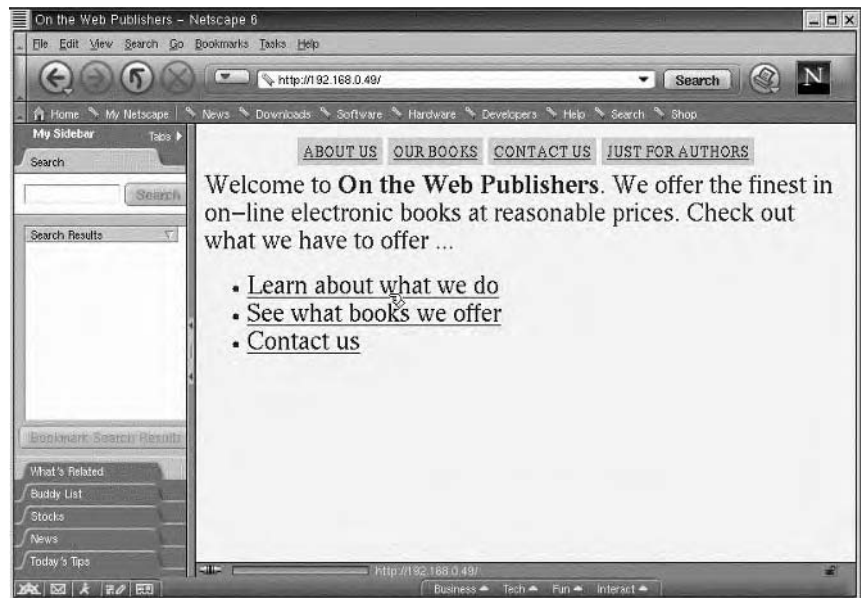 On the Web Publishers – Netscape 6
File Edit View Search Go Bookmarks Tasks Help
http://192.168.0.49/ Search N
Home My Netscape News Downloads Software Hardware Developers Help Search Shop
My Sidebar Tabs
Search
Search
Search Results
Bookmark Search Results
What's Related
Buddy List
Stocks
News
Today's Tips
ABOUT US OUR BOOKS CONTACT US JUST FOR AUTHORS
Welcome to On the Web Publishers. We offer the finest in
on–line electronic books at reasonable prices. Check out
what we have to offer ...
• Learn about what we do
• See what books we offer
• Contact us
http://192.168.0.49/
Business Tech Fun Interact